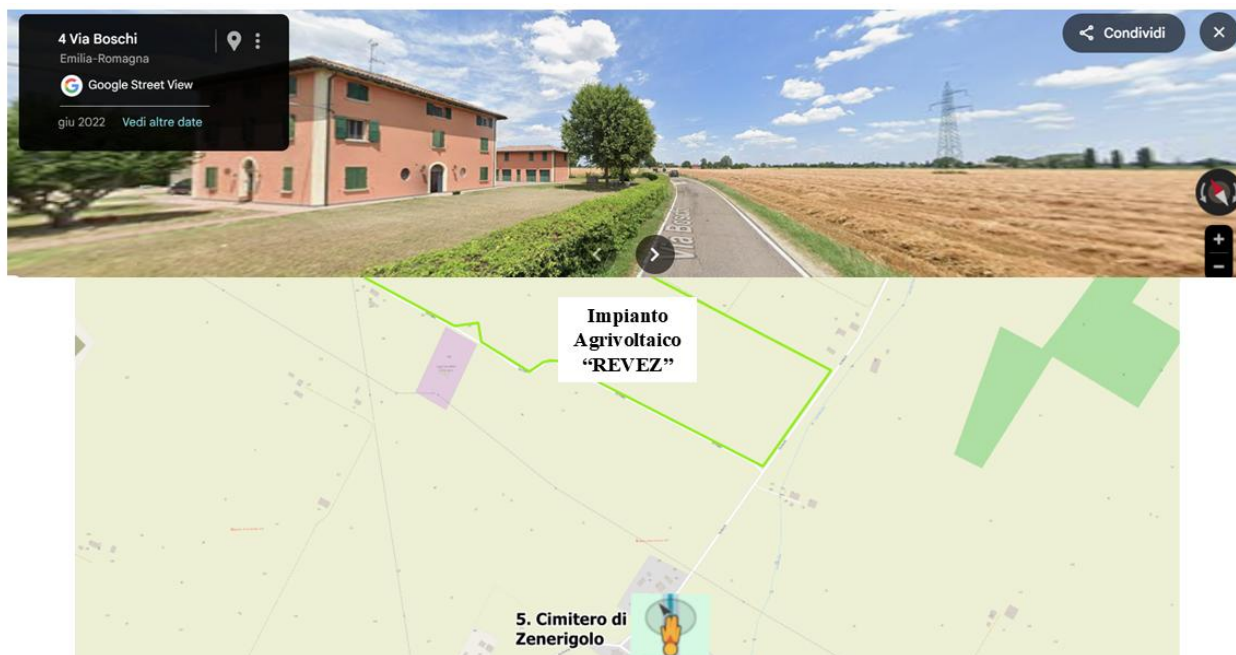 4 Via Boschi
Emilia-Romagna
Google Street View
giu 2022 Vedi altre date
Condividi
Via Boschi
Impianto
Agrivoltaico
“REVEZ”
5. Cimitero di
Zenerigolo